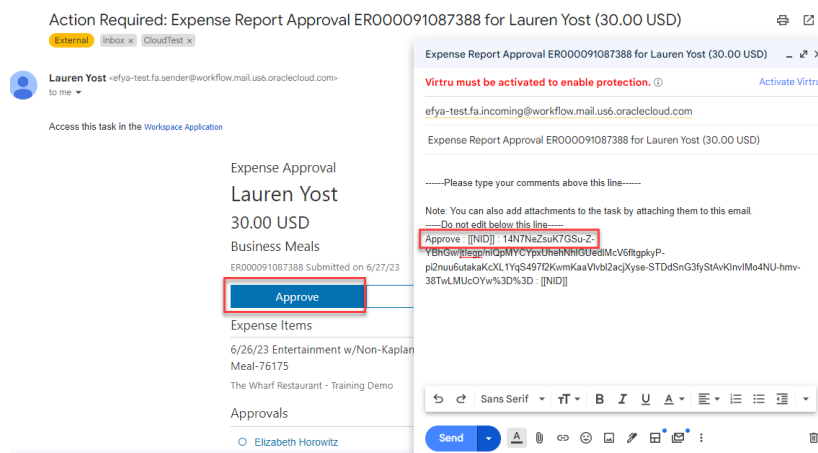 Action Required: Expense Report Approval ER000091087388 for Lauren Yost (30.00 USD)
External Inbox x CloudTest x
Lauren Yost <efya-test.fa.sender@workflow.mail.us6.oraclecloud.com>
to me
Access this task in the Workspace Application
Expense Approval
Lauren Yost
30.00 USD
Business Meals
ER000091087388 Submitted on 6/27/23
Approve
Expense Items
6/26/23 Entertainment w/Non-Kaplan
Meal-76175
The Wharf Restaurant - Training Demo
Approvals
Elizabeth Horowitz
Expense Report Approval ER000091087388 for Lauren Yost (30.00 USD)
Virtru must be activated to enable protection. Activate Virtru
efya-test.fa.incoming@workflow.mail.us6.oraclecloud.com
Expense Report Approval ER000091087388 for Lauren Yost (30.00 USD)
------Please type your comments above this line------
Note: You can also add attachments to the task by attaching them to this email.
-----Do not edit below this line-----
Approve : [[NID]] : 14N7NeZsuK7GSu-Z-
YBhGw/jtlegp/nIQpMYCYpxUhehNhIGUedIMcV6fltgpkyP-
pi2nuu6utakaKcXL1YqS497f2KwmKaaVlvbl2acjXyse-STDdSnG3fyStAvKInvIMo4NU-hmv-
38TwLMUcOYw%3D%3D : [[NID]]
Sans Serif
Send